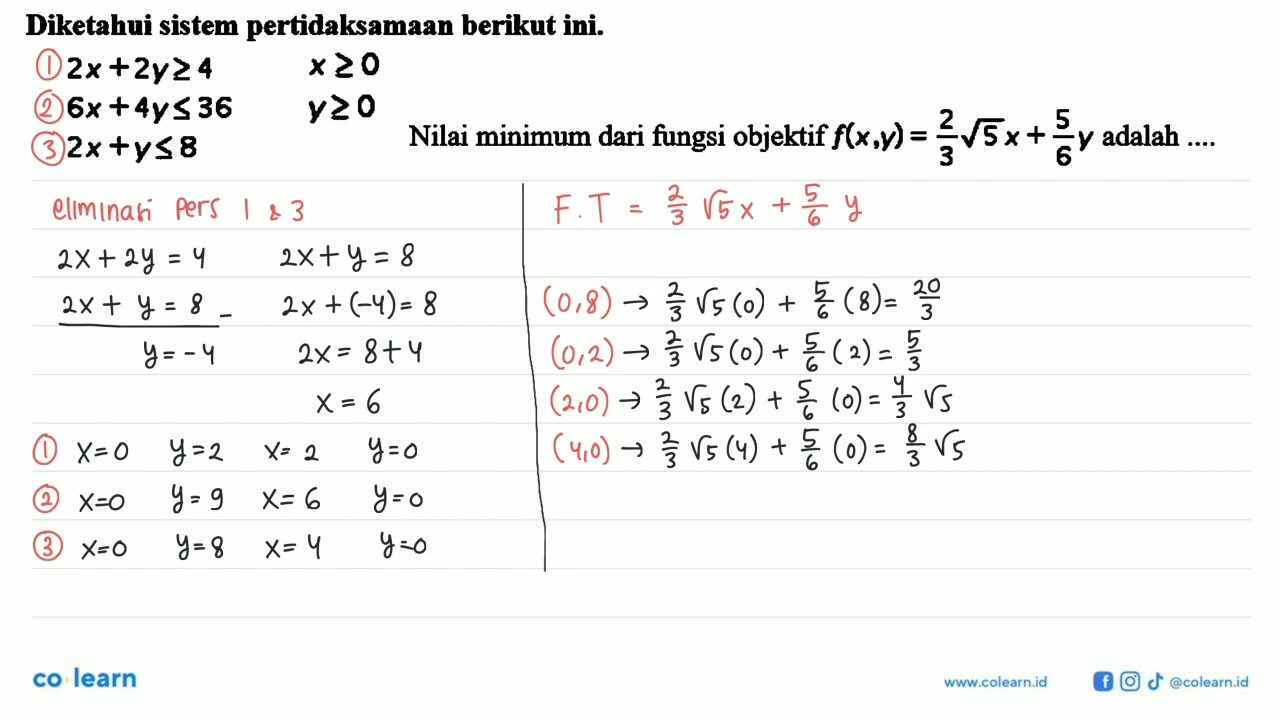 Diketahui sistem pertidaksamaan berikut ini.
① 2x + 2y ≥ 4 x ≥ 0
② 6x + 4y ≤ 36 y ≥ 0
③ 2x + y ≤ 8
Nilai minimum dari fungsi objektif f(x,y) = 2/3 √5 x + 5/6 y adalah ....
eliminasi Pers 1 & 3
2x + 2y = 4 2x + y = 8
2x + y = 8 - 2x + (-4) = 8
y = -4 2x = 8 + 4
x = 6
① x=0 y=2 x=2 y=0
② x=0 y=9 x=6 y=0
③ x=0 y=8 x=4 y=0
F.T = 2/3 √5 x + 5/6 y
(0,8) → 2/3 √5 (0) + 5/6 (8) = 20/3
(0,2) → 2/3 √5 (0) + 5/6 (2) = 5/3
(2,0) → 2/3 √5 (2) + 5/6 (0) = 4/3 √5
(4,0) → 2/3 √5 (4) + 5/6 (0) = 8/3 √5
co learn
www.colearn.id
@colearn.id